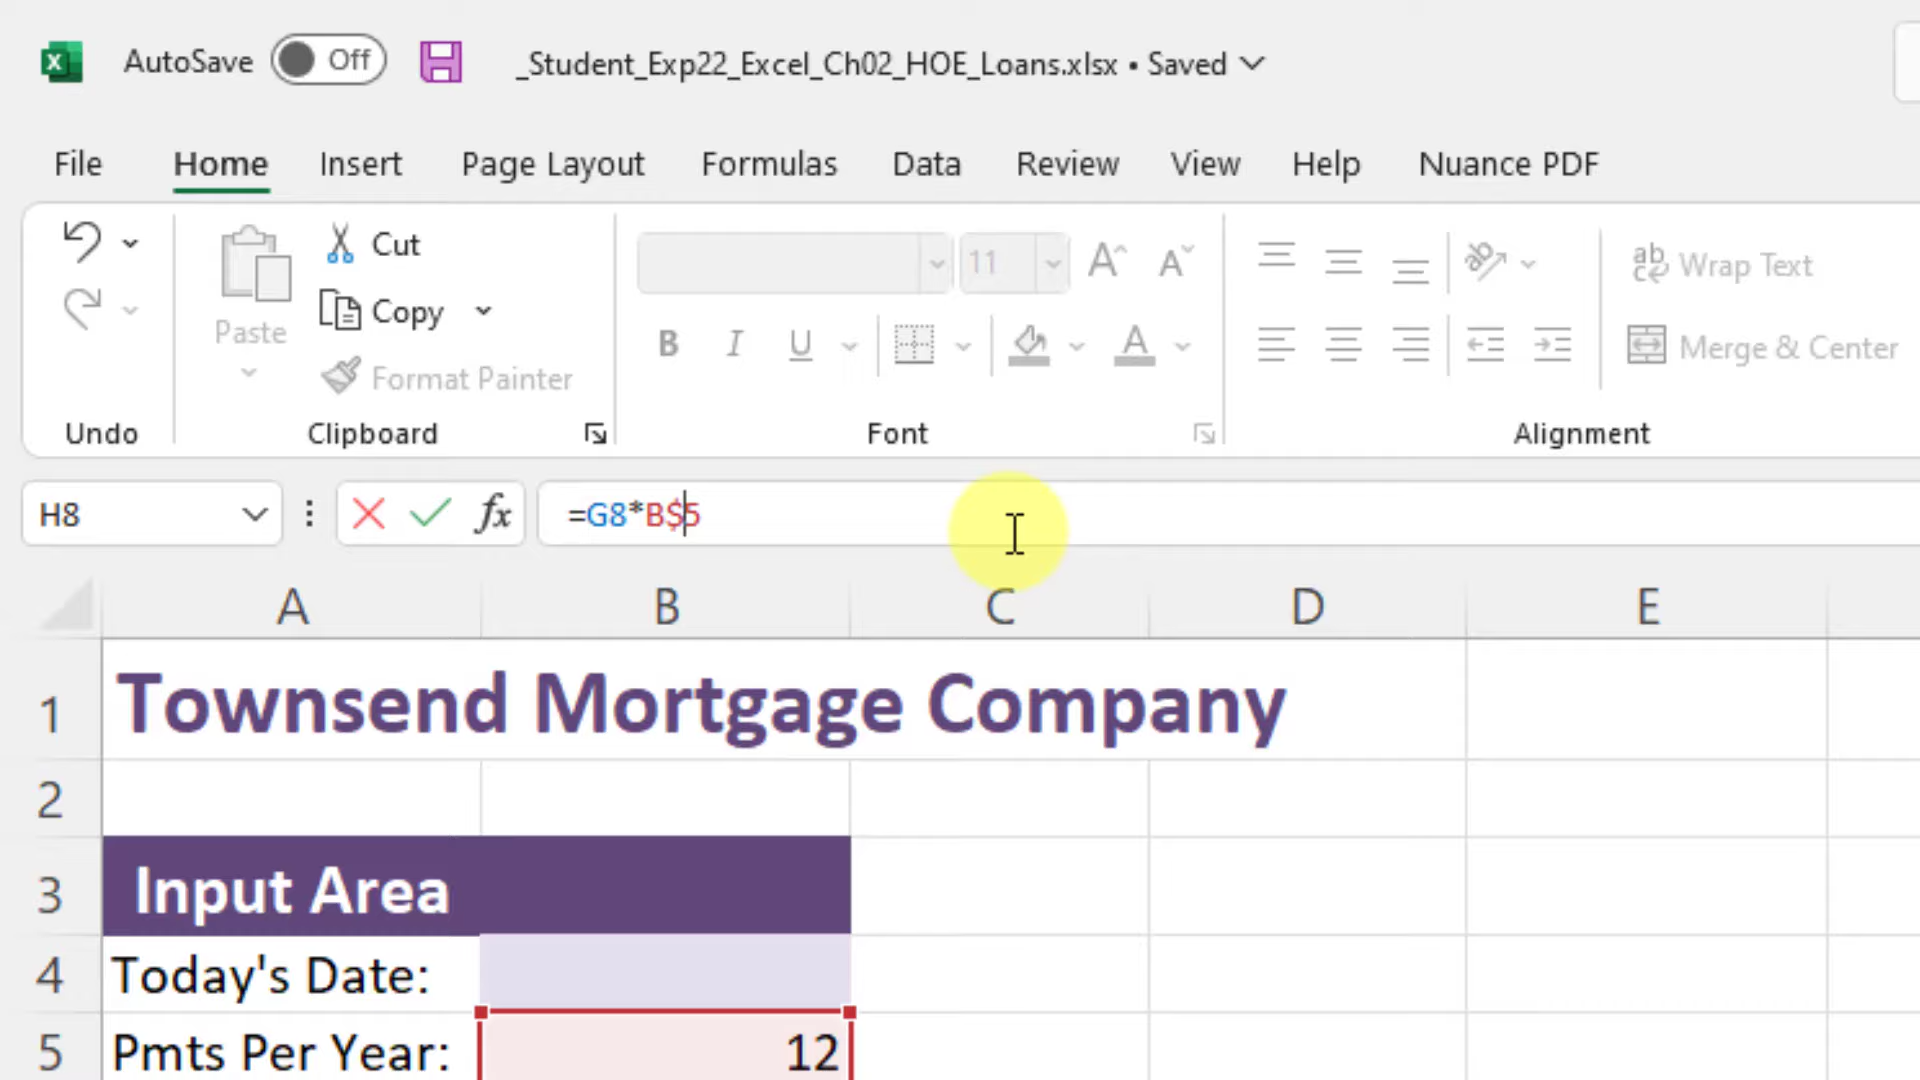 AutoSave Off _Student_Exp22_Excel_Ch02_HOE_Loans.xlsx • Saved
File Home Insert Page Layout Formulas Data Review View Help Nuance PDF
Cut
11
Wrap Text
Copy
Paste
B I U
Merge & Center
Format Painter
Undo Clipboard Font Alignment
H8 fx =G8*B$5
A B C D E
1 Townsend Mortgage Company
2
3 Input Area
4 Today's Date:
5 Pmts Per Year: 12